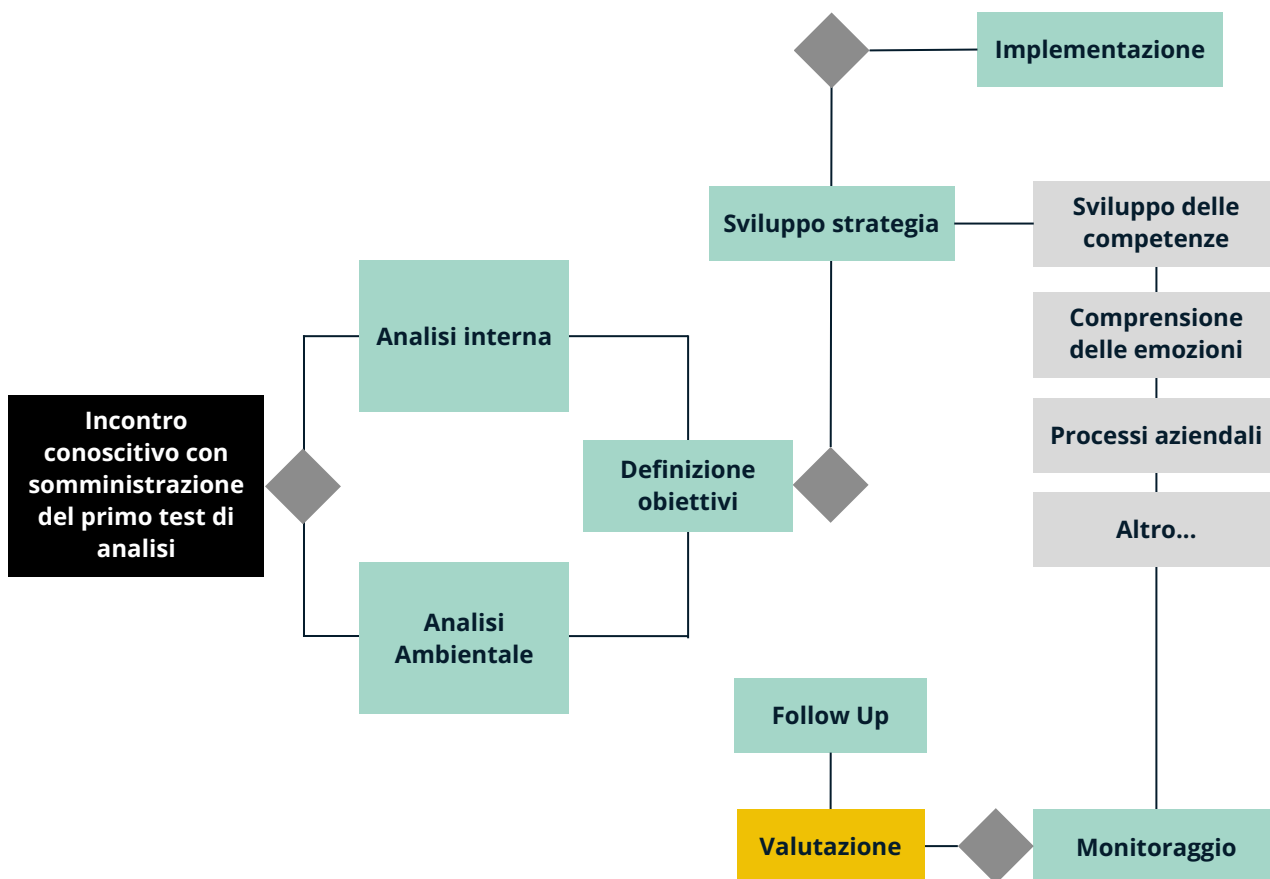 Implementazione
Sviluppo strategia
Sviluppo delle
competenze
Comprensione
delle emozioni
Processi aziendali
Altro...
Analisi interna
Incontro
conoscitivo con
somministrazione
del primo test di
analisi
Definizione
obiettivi
Analisi
Ambientale
Follow Up
Valutazione
Monitoraggio